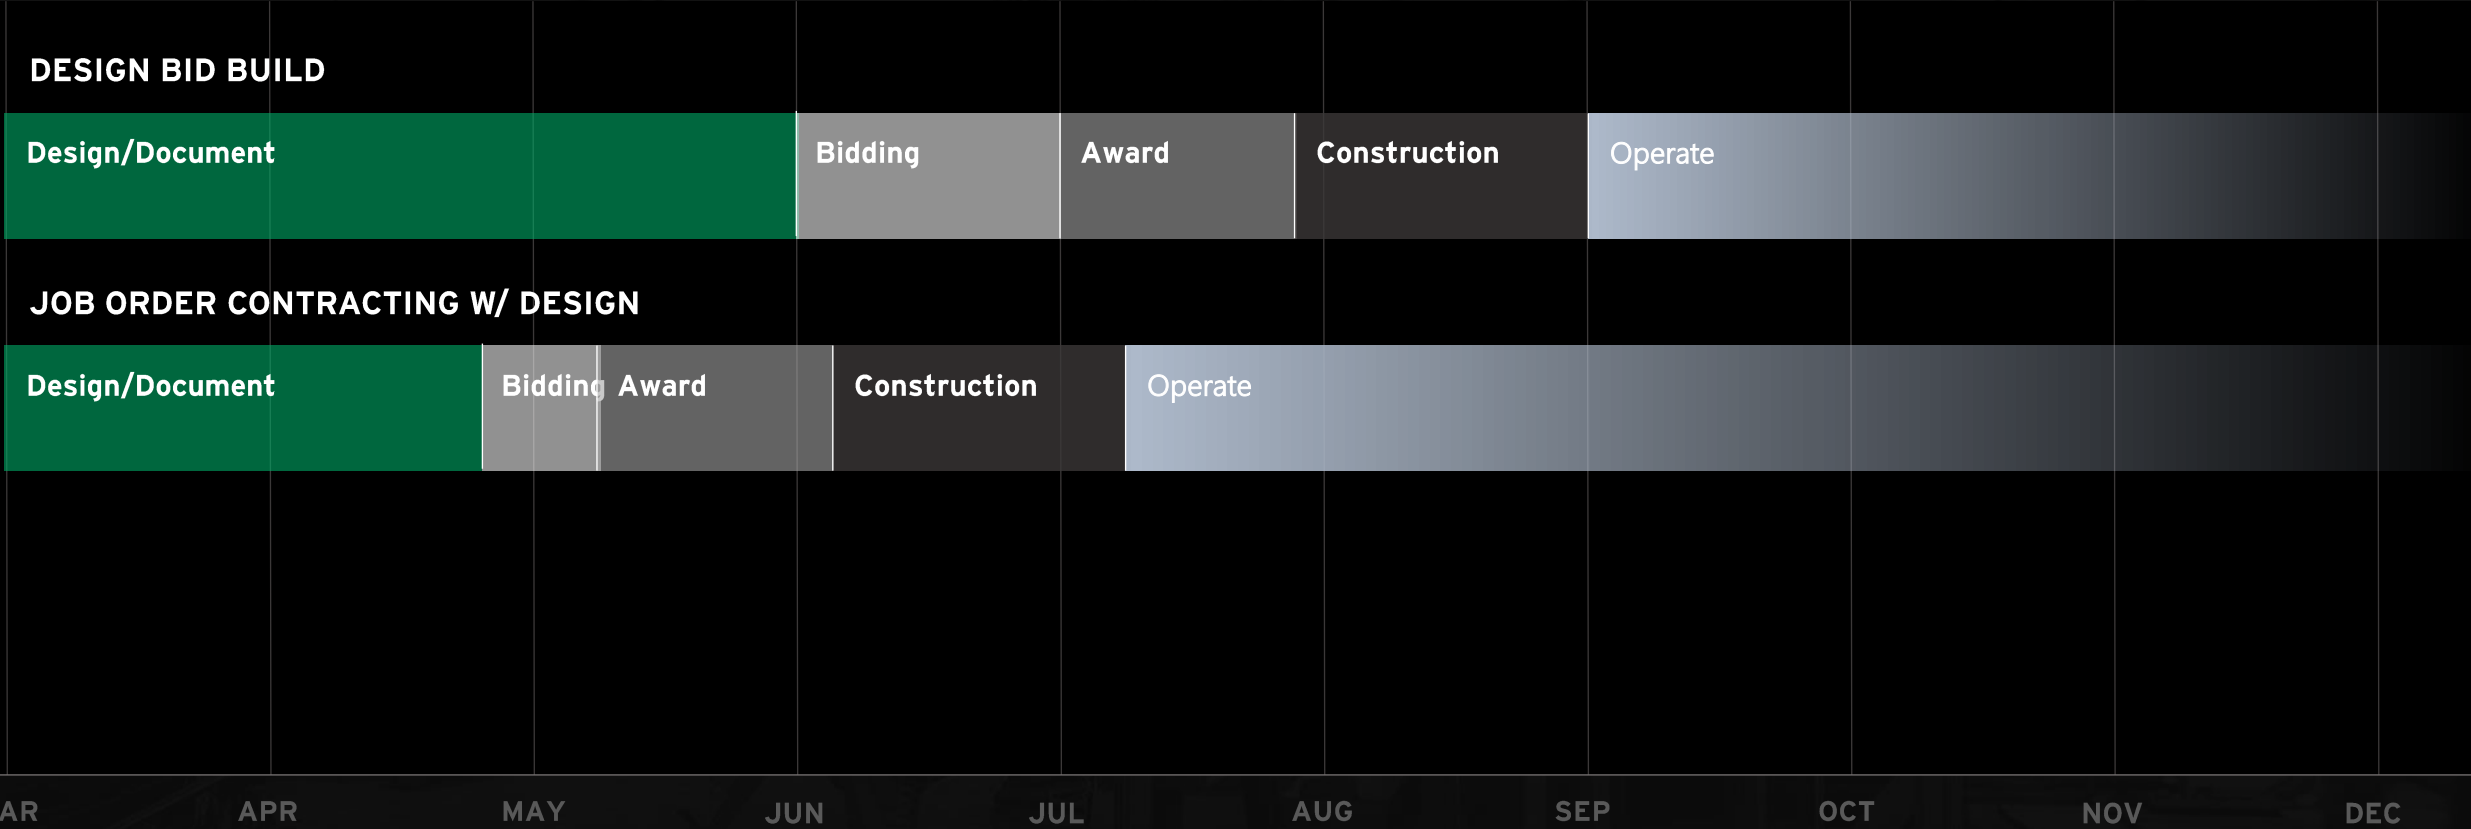 DESIGN BID BUILD
Design/Document Bidding Award Construction Operate
JOB ORDER CONTRACTING W/ DESIGN
Design/Document Bidding Award Construction Operate
AR APR MAY JUN JUL AUG SEP OCT NOV DEC